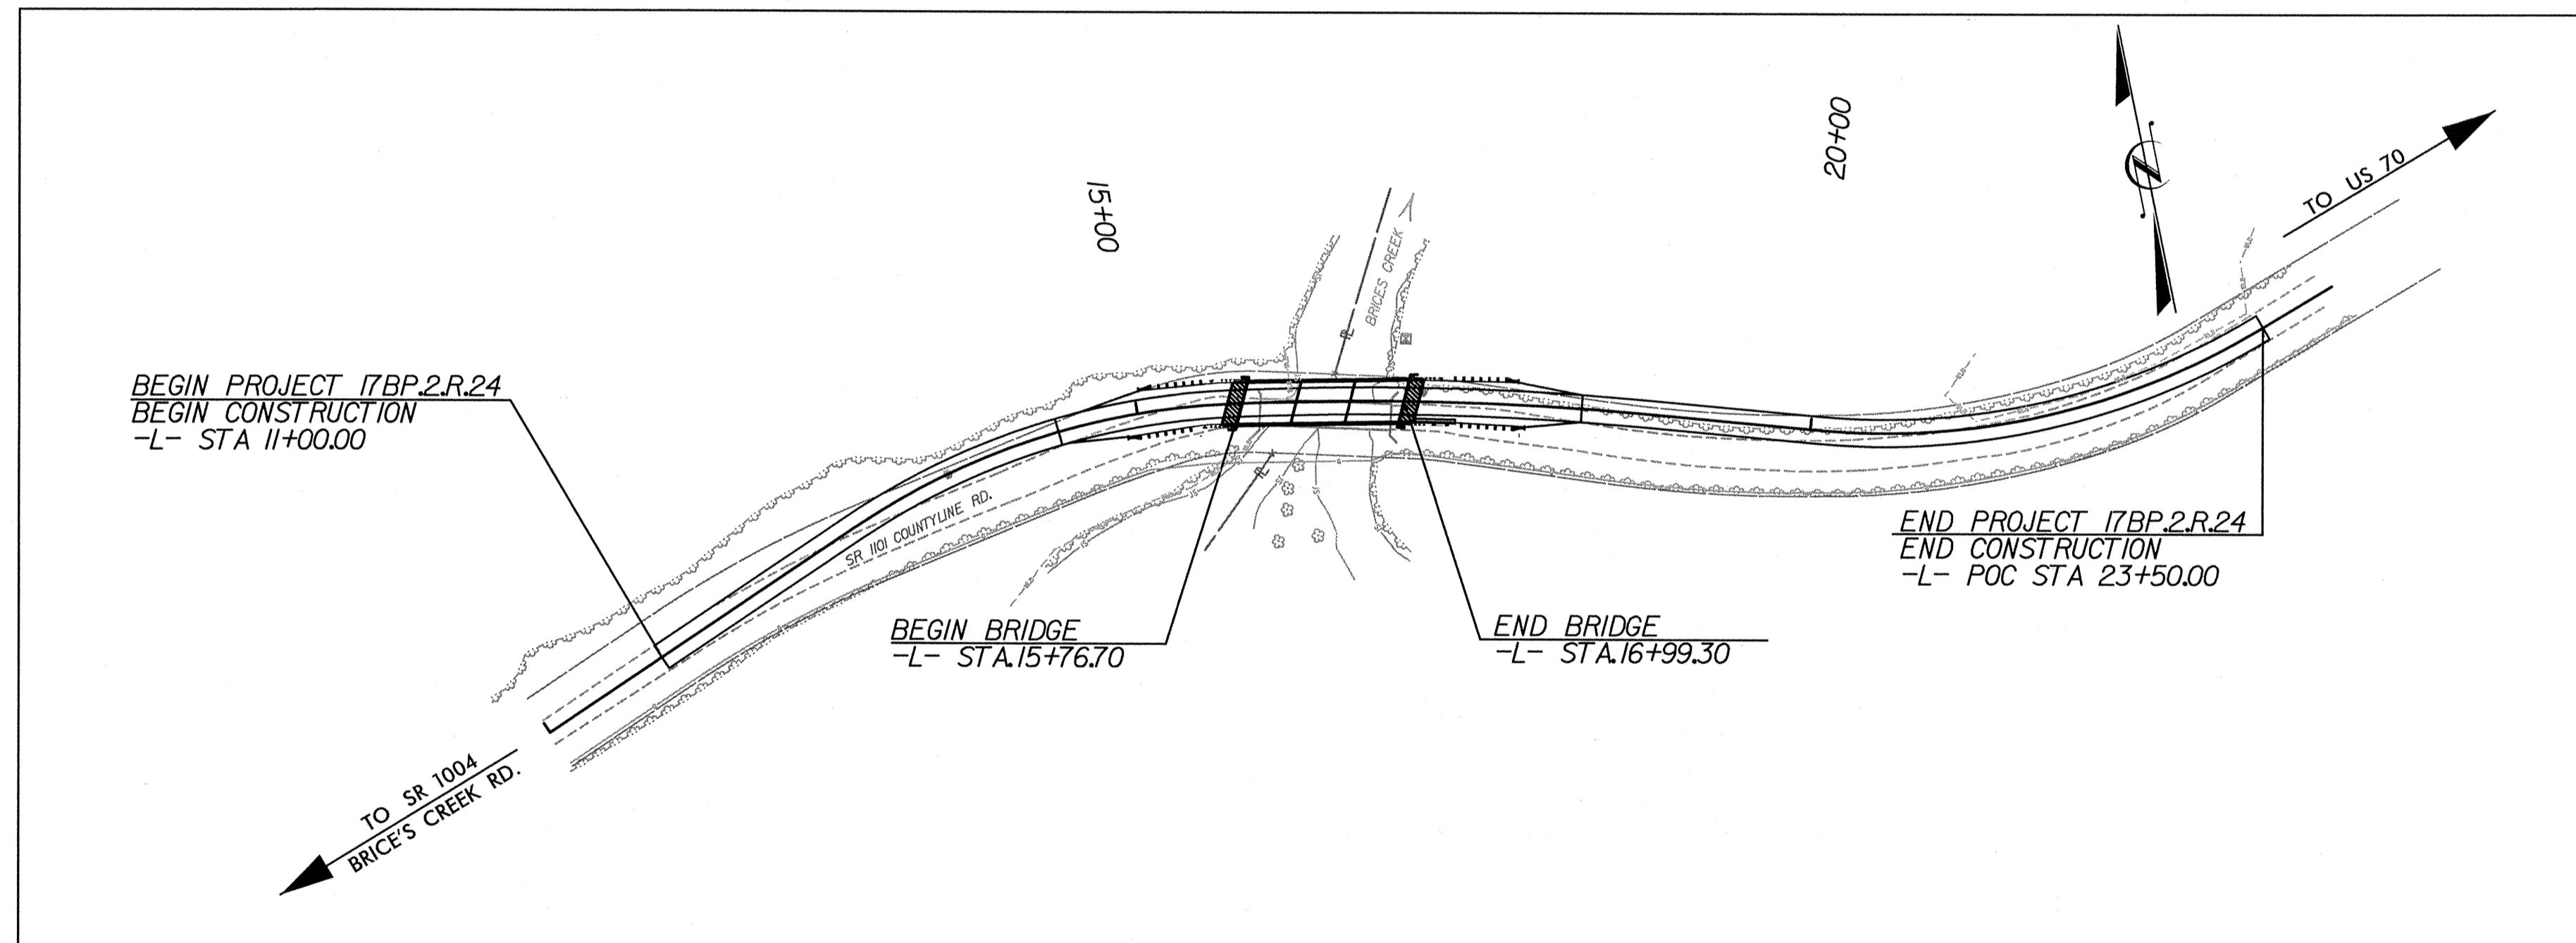 20+00
15+00
N
TO US 70
BRICES CREEK
BEGIN PROJECT 17BP.2.R.24
BEGIN CONSTRUCTION
-L- STA 11+00.00
SR 1101 COUNTYLINE RD.
END PROJECT 17BP.2.R.24
END CONSTRUCTION
-L- POC STA 23+50.00
BEGIN BRIDGE
-L- STA.15+76.70
END BRIDGE
-L- STA.16+99.30
TO SR 1004
BRICE'S CREEK RD.